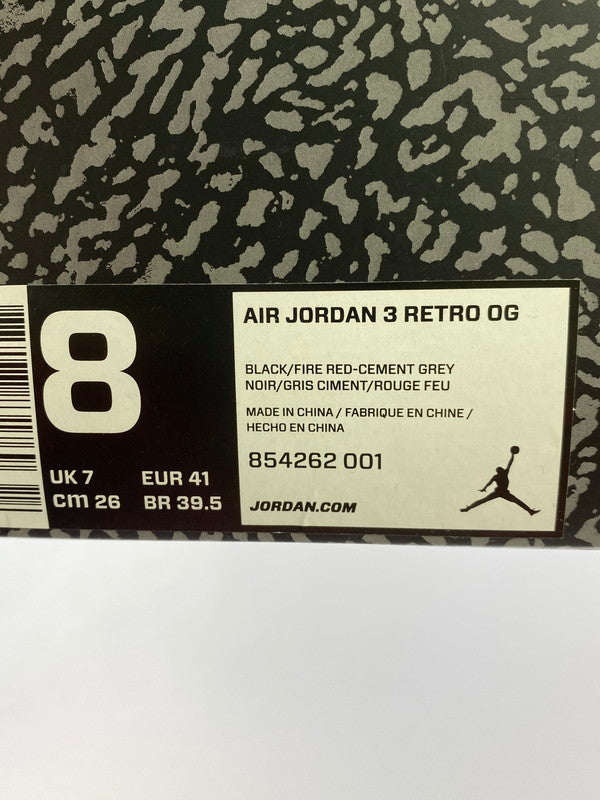 8
UK 7 EUR 41
cm 26 BR 39.5
AIR JORDAN 3 RETRO OG
BLACK/FIRE RED-CEMENT GREY
NOIR/GRIS CIMENT/ROUGE FEU
MADE IN CHINA / FABRIQUE EN CHINE /
HECHO EN CHINA
854262 001
JORDAN.COM